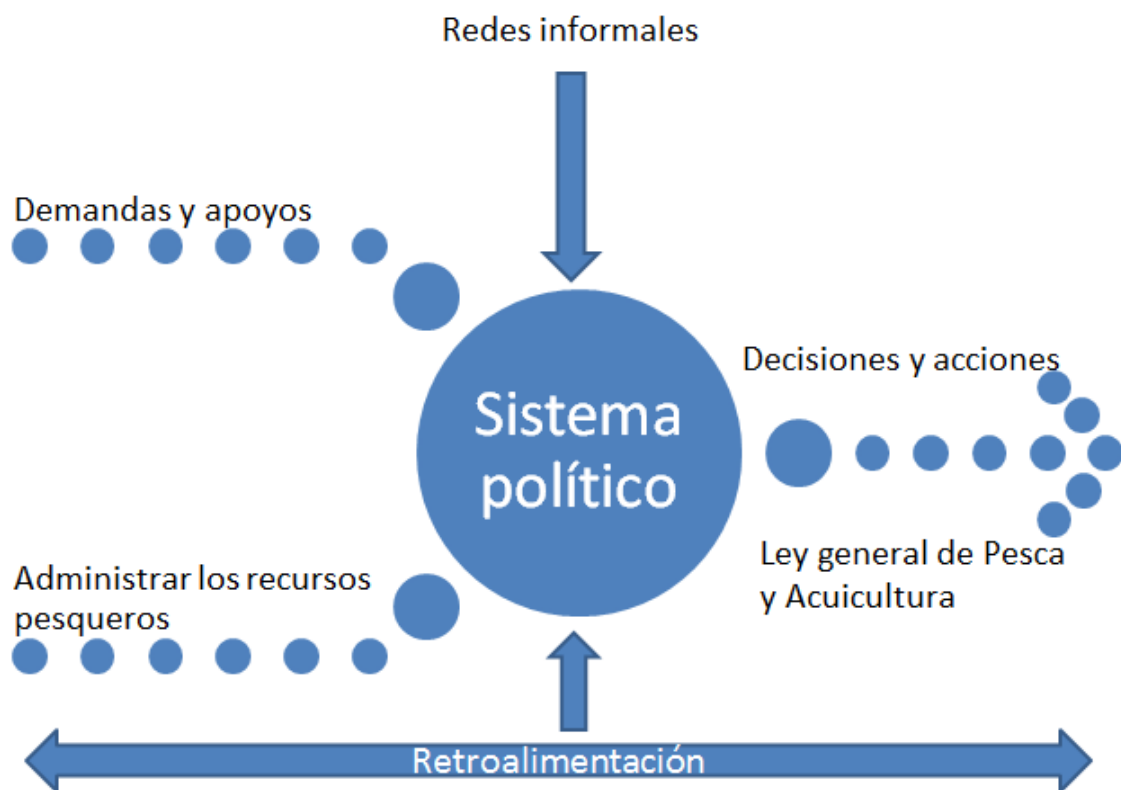 Redes informales
Demandas y apoyos
Decisiones y acciones
Sistema
político
Administrar los recursos
pesqueros
Ley general de Pesca
y Acuicultura
Retroalimentación